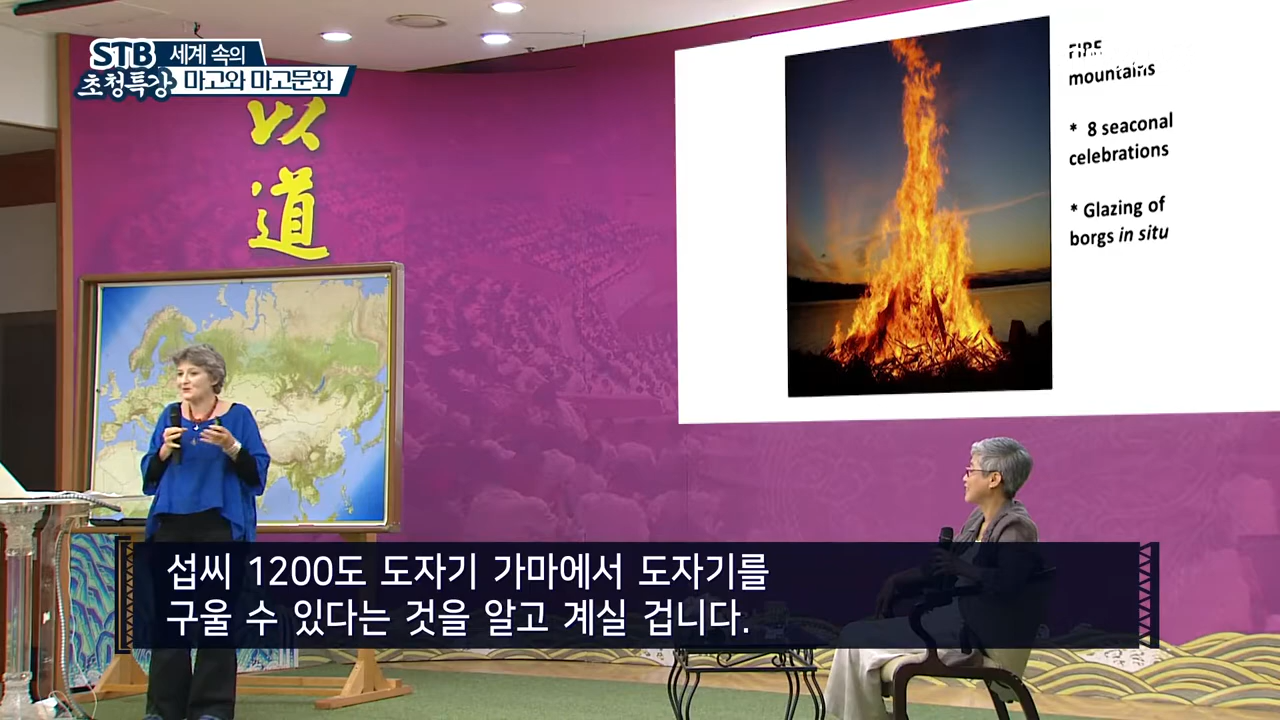 STB 세계 속의
초청특강 마고와 마고문화
以
道
FIRE
mountains
* 8 seaconal
celebrations
* Glazing of
borgs in situ
섭씨 1200도 도자기 가마에서 도자기를
구울 수 있다는 것을 알고 계실 겁니다.